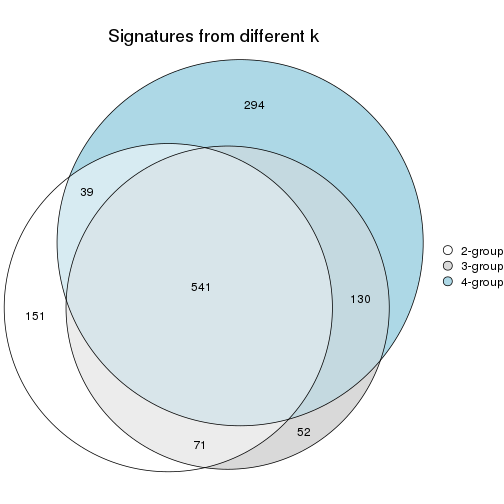 Signatures from different k
294
39
541
130
151
71
52
2-group
3-group
4-group